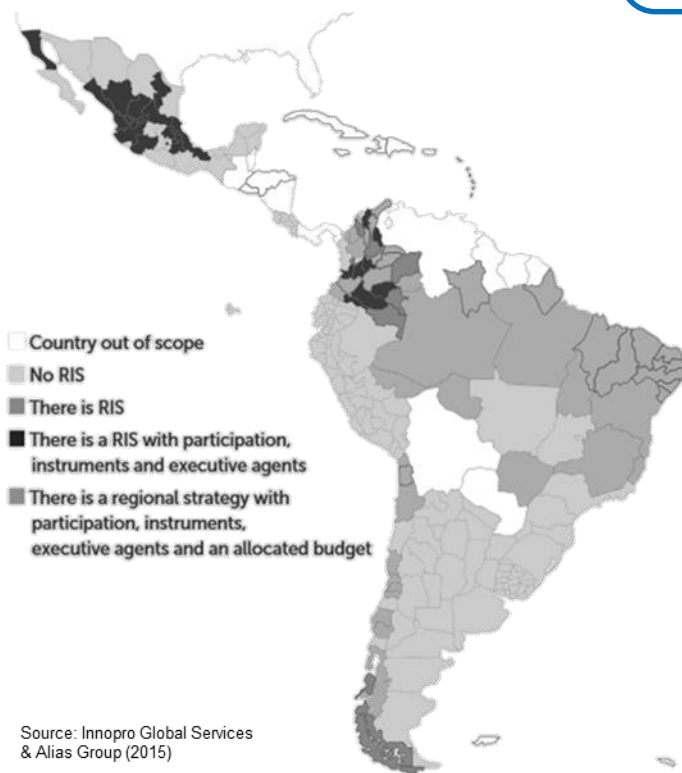 Country out of scope
No RIS
There is RIS
There is a RIS with participation,
instruments and executive agents
There is a regional strategy with
participation, instruments,
executive agents and an allocated budget
Source: Innopro Global Services
& Alias Group (2015)